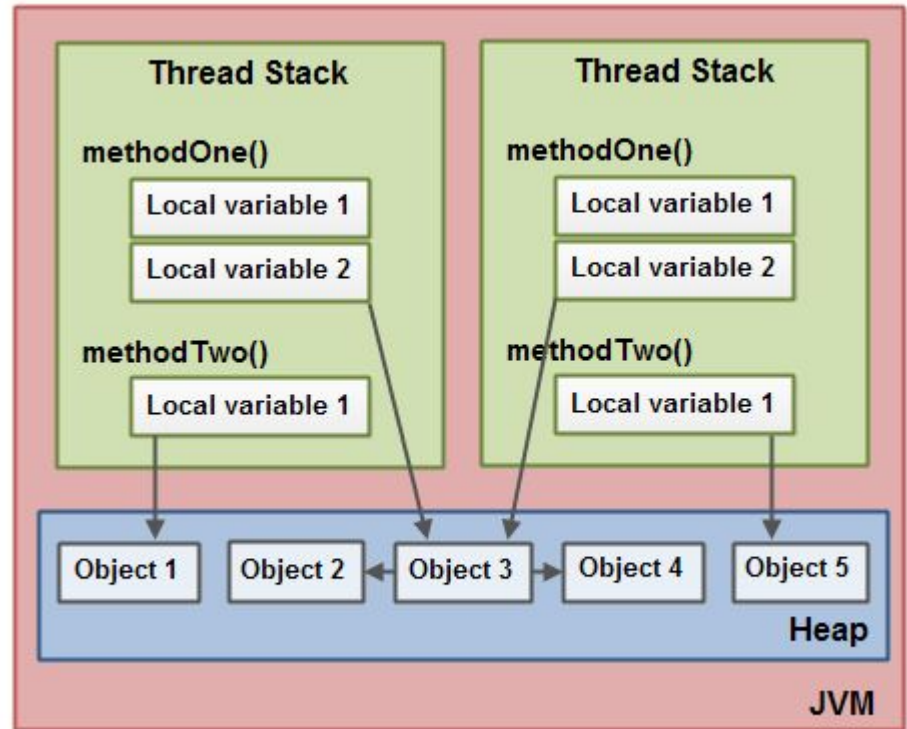 Thread Stack
methodOne()
Local variable 1
Local variable 2
methodTwo()
Local variable 1
Thread Stack
methodOne()
Local variable 1
Local variable 2
methodTwo()
Local variable 1
Object 1
Object 2
Object 3
Object 4
Object 5
Heap
JVM